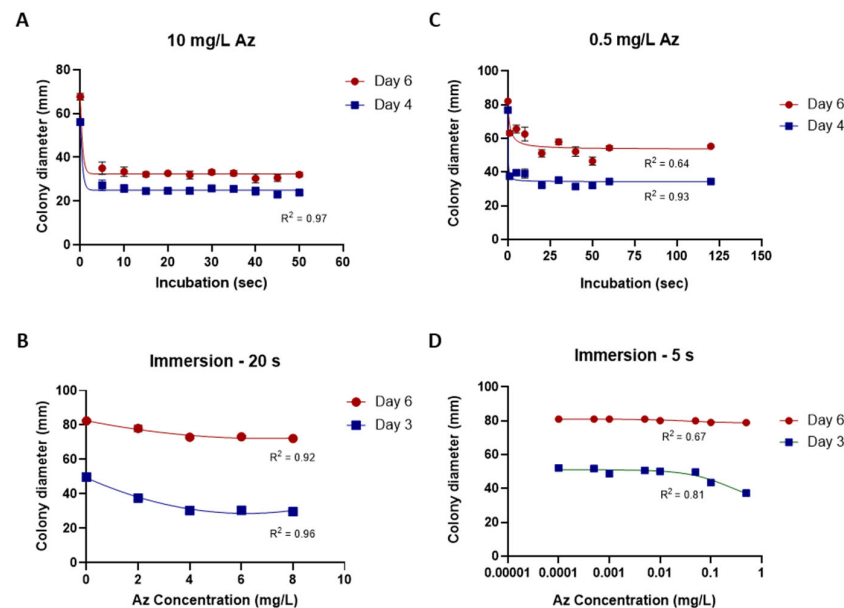 A
10 mg/L Az
Colony diameter (mm)
80
60
40
20
0
0 10 20 30 40 50 60
Incubation (sec)
Day 6
Day 4
R² = 0.97
C
0.5 mg/L Az
Colony diameter (mm)
100
80
60
40
20
0
0 25 50 75 100 125 150
Incubation (sec)
Day 6
Day 4
R² = 0.64
R² = 0.93
B
Immersion - 20 s
Colony diameter (mm)
100
80
60
40
20
0
0 2 4 6 8 10
Az Concentration (mg/L)
Day 6
Day 3
R² = 0.92
R² = 0.96
D
Immersion - 5 s
Colony diameter (mm)
100
80
60
40
20
0
0.00001 0.0001 0.001 0.01 0.1 1
Az Concentration (mg/L)
Day 6
Day 3
R² = 0.67
R² = 0.81